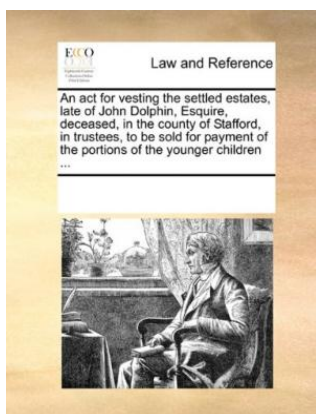 ECCO
Law and Reference
An act for vesting the settled estates,
late of John Dolphin, Esquire,
deceased, in the county of Stafford,
in trustees, to be sold for payment of
the portions of the younger children
...